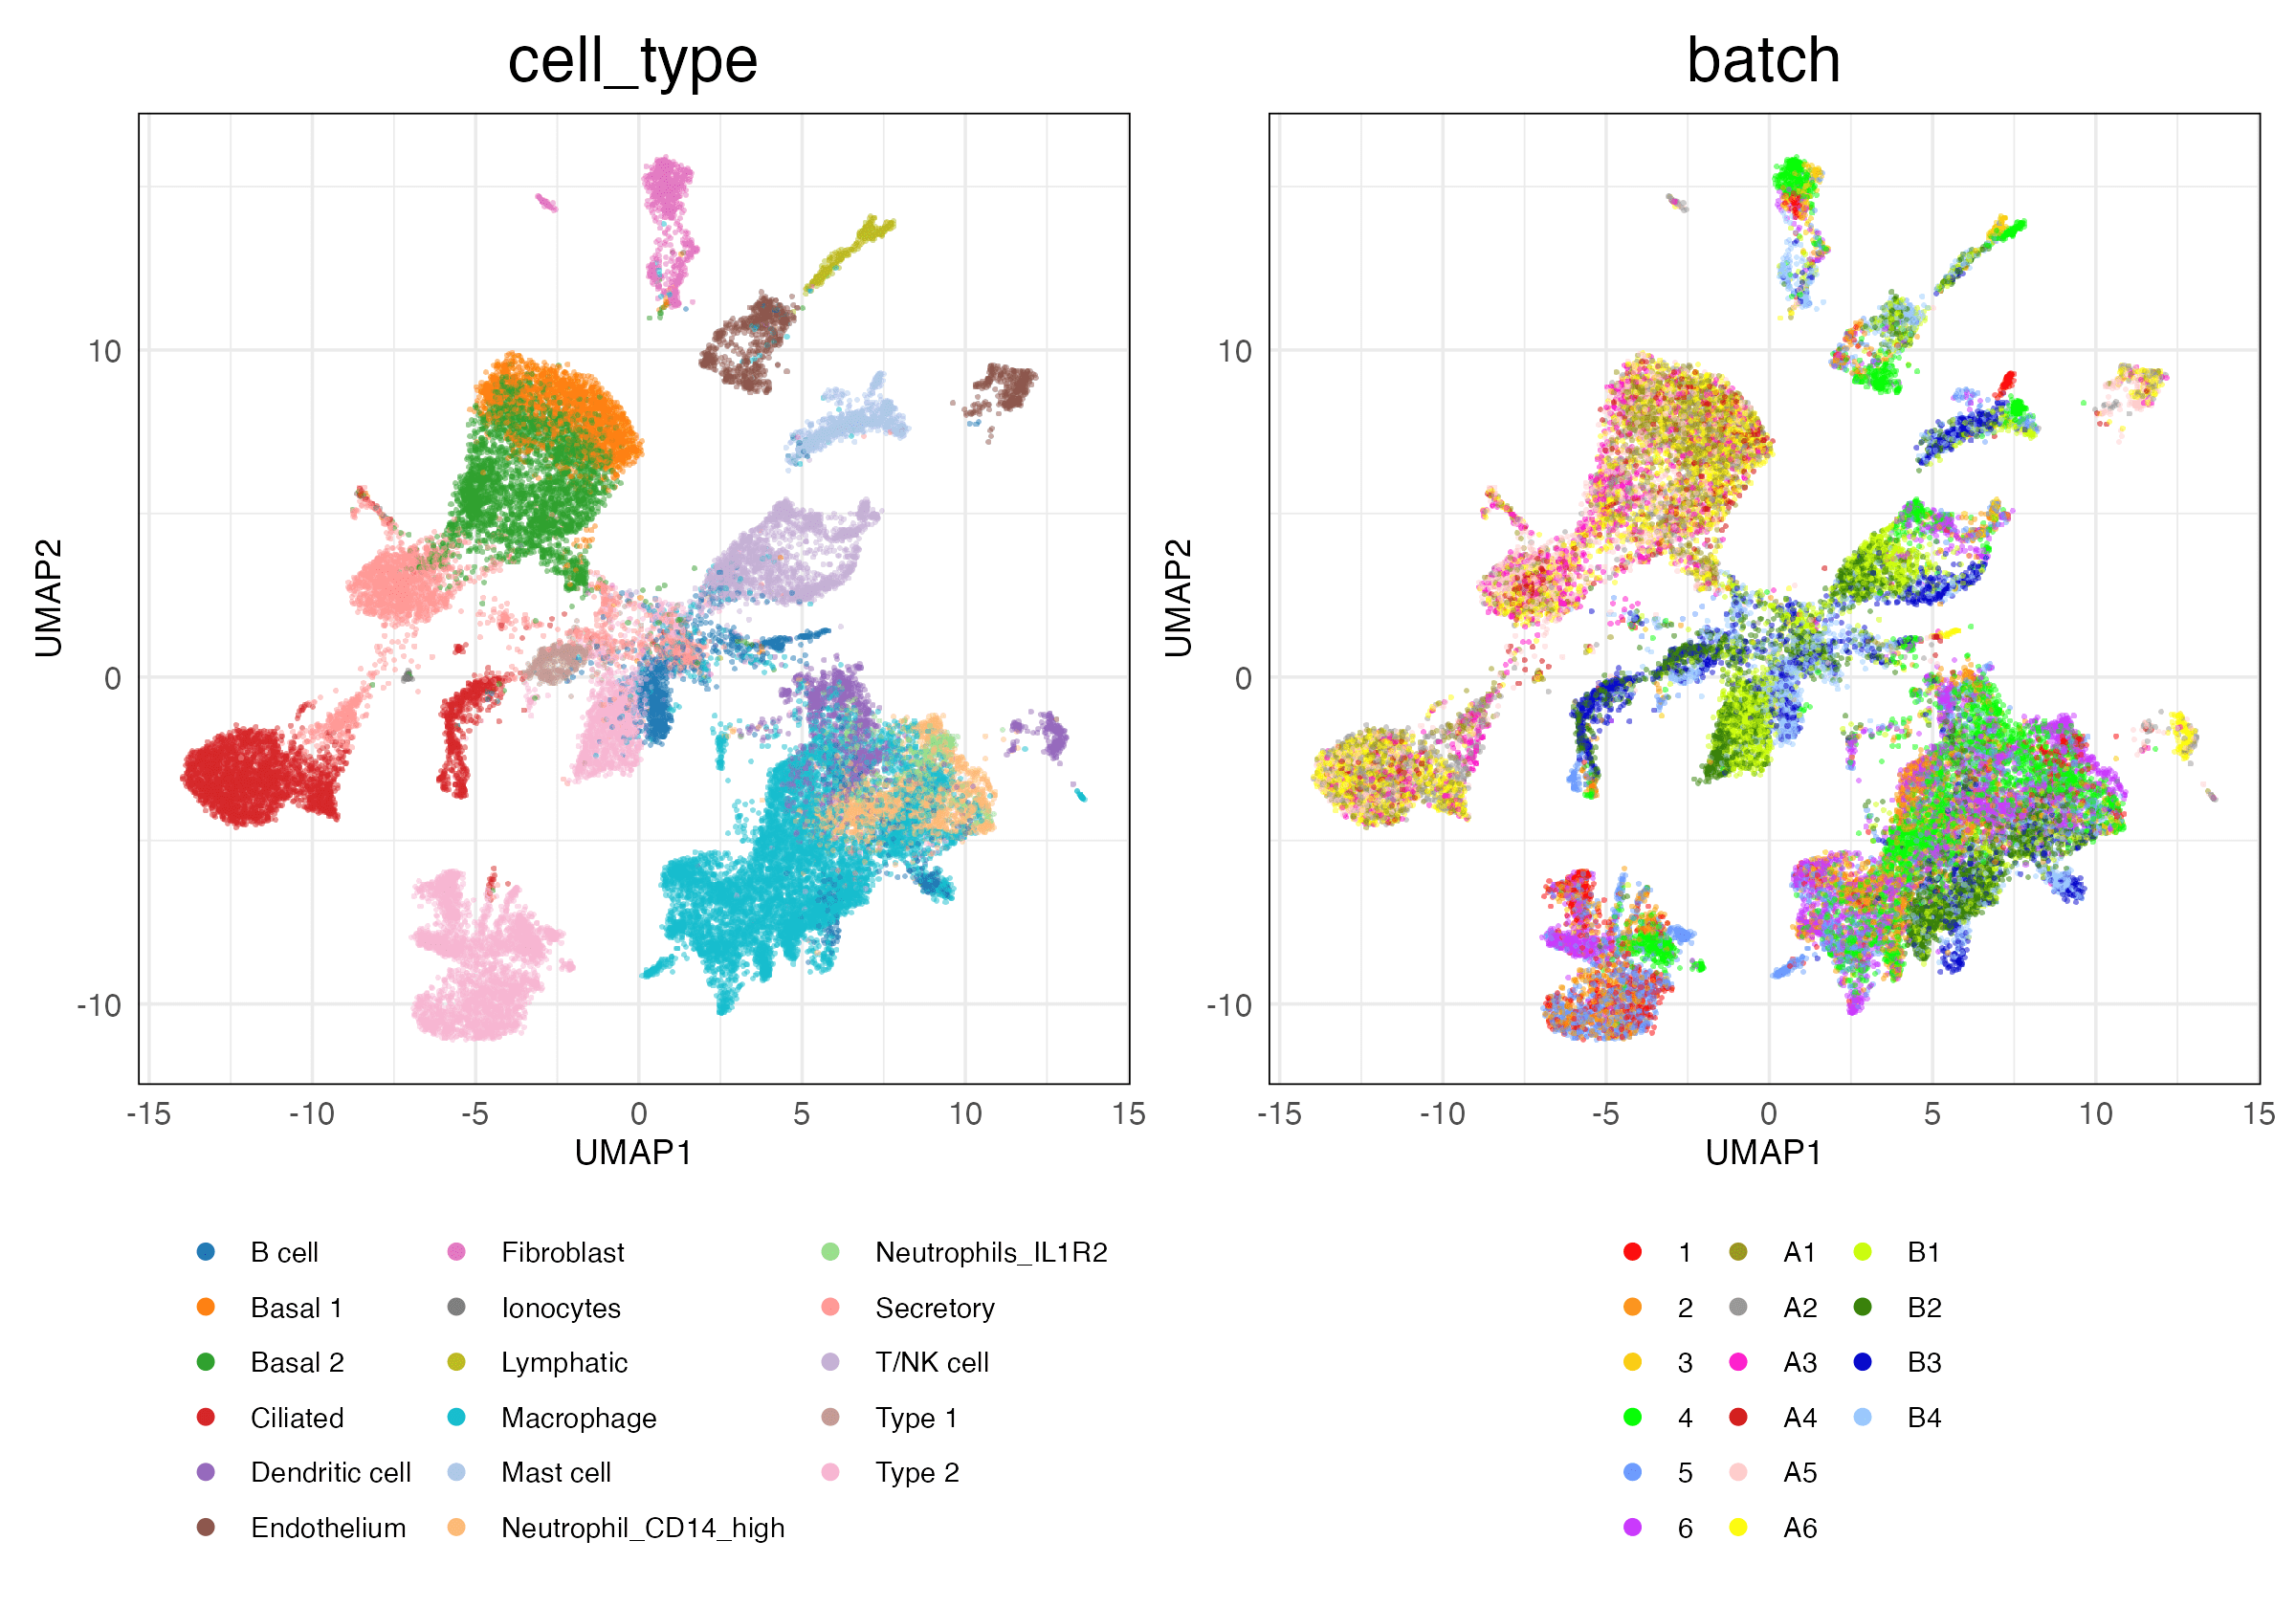 cell_type
batch
UMAP2
10
0
-10
-15 -10 -5 0 5 10 15
UMAP1
UMAP2
10
0
-10
-15 -10 -5 0 5 10 15
UMAP1
B cell Fibroblast Neutrophils_IL1R2
Basal 1 Ionocytes Secretory
Basal 2 Lymphatic T/NK cell
Ciliated Macrophage Type 1
Dendritic cell Mast cell Type 2
Endothelium Neutrophil_CD14_high
1 A1 B1
2 A2 B2
3 A3 B3
4 A4 B4
5 A5
6 A6